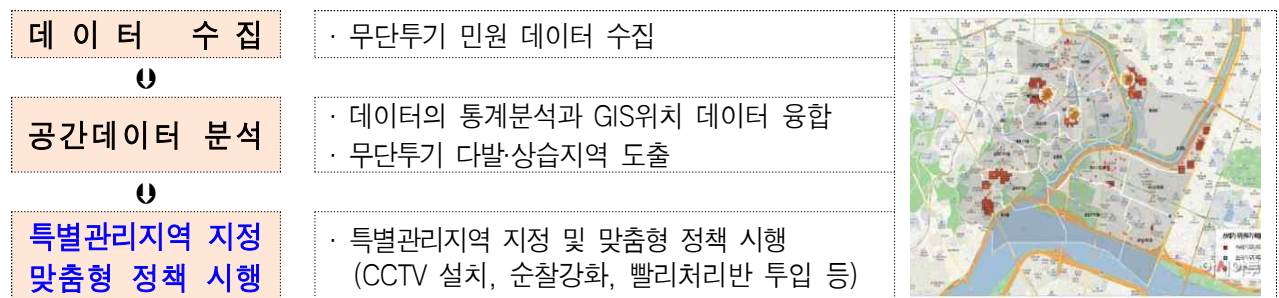 데 이 터 수 집
· 무단투기 민원 데이터 수집
공간데이터 분석
· 데이터의 통계분석과 GIS위치 데이터 융합
· 무단투기 다발·상습지역 도출
특별관리지역 지정
맞춤형 정책 시행
· 특별관리지역 지정 및 맞춤형 정책 시행
(CCTV 설치, 순찰강화, 빨리처리반 투입 등)